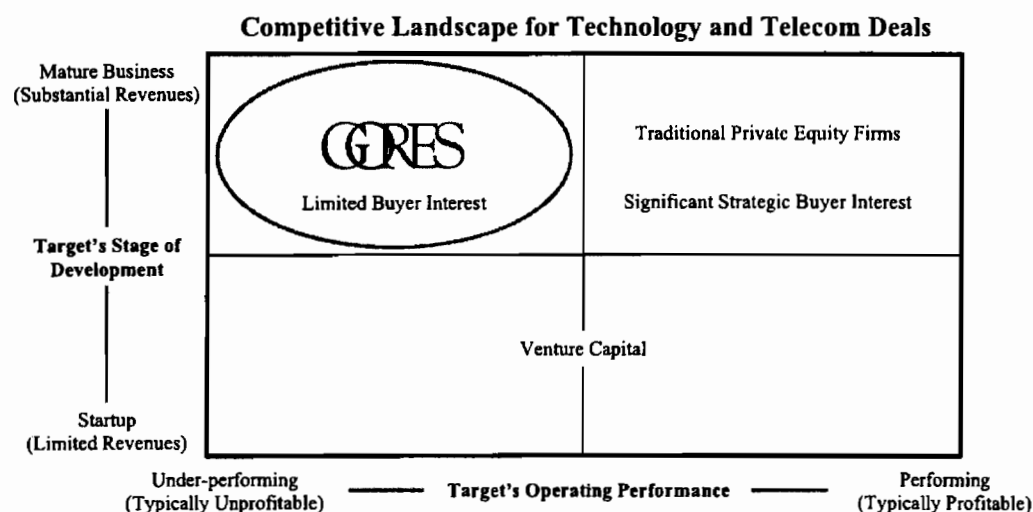 Competitive Landscape for Technology and Telecom Deals
Mature Business
(Substantial Revenues)
GORES
Limited Buyer Interest
Traditional Private Equity Firms
Significant Strategic Buyer Interest
Target's Stage of
Development
Venture Capital
Startup
(Limited Revenues)
Under-performing
(Typically Unprofitable)
Target's Operating Performance
Performing
(Typically Profitable)